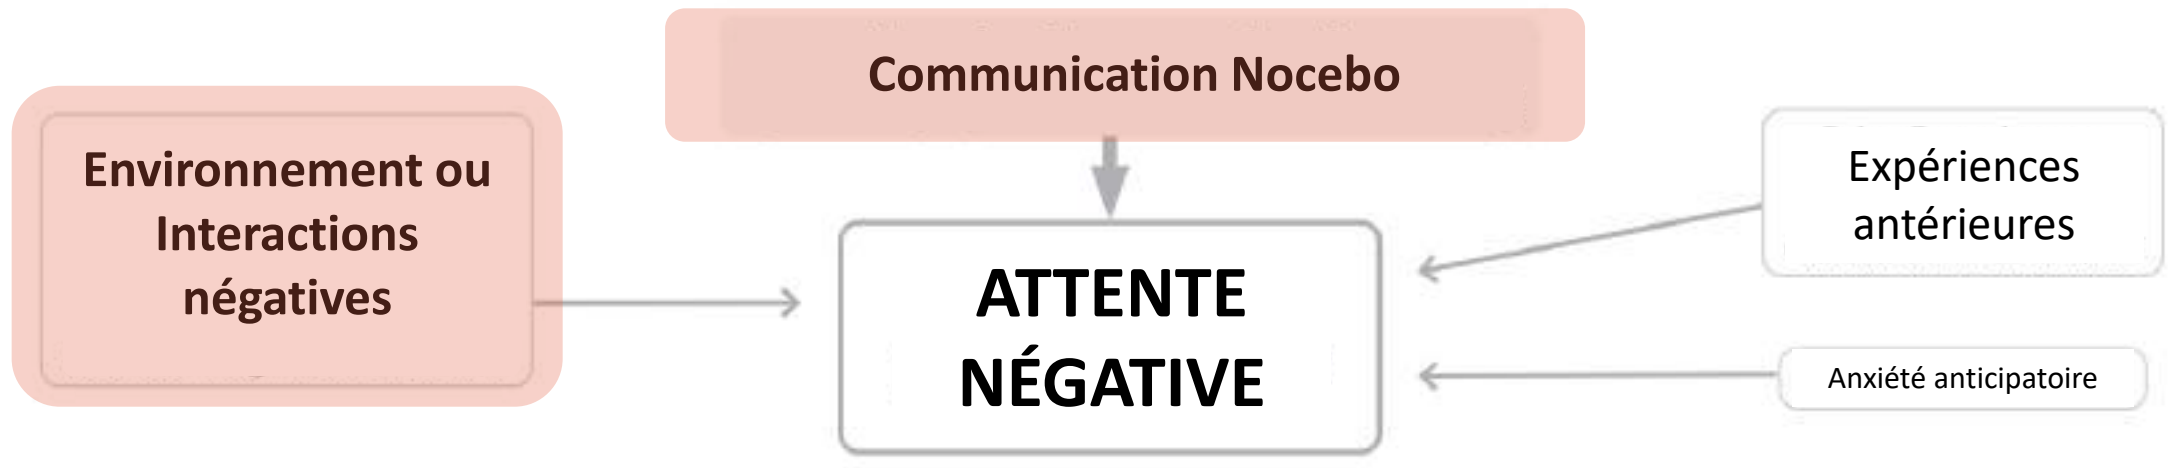 Communication Nocebo
Environnement ou
Interactions
négatives
Expériences
antérieures
ATTENTE
NÉGATIVE
Anxiété anticipatoire